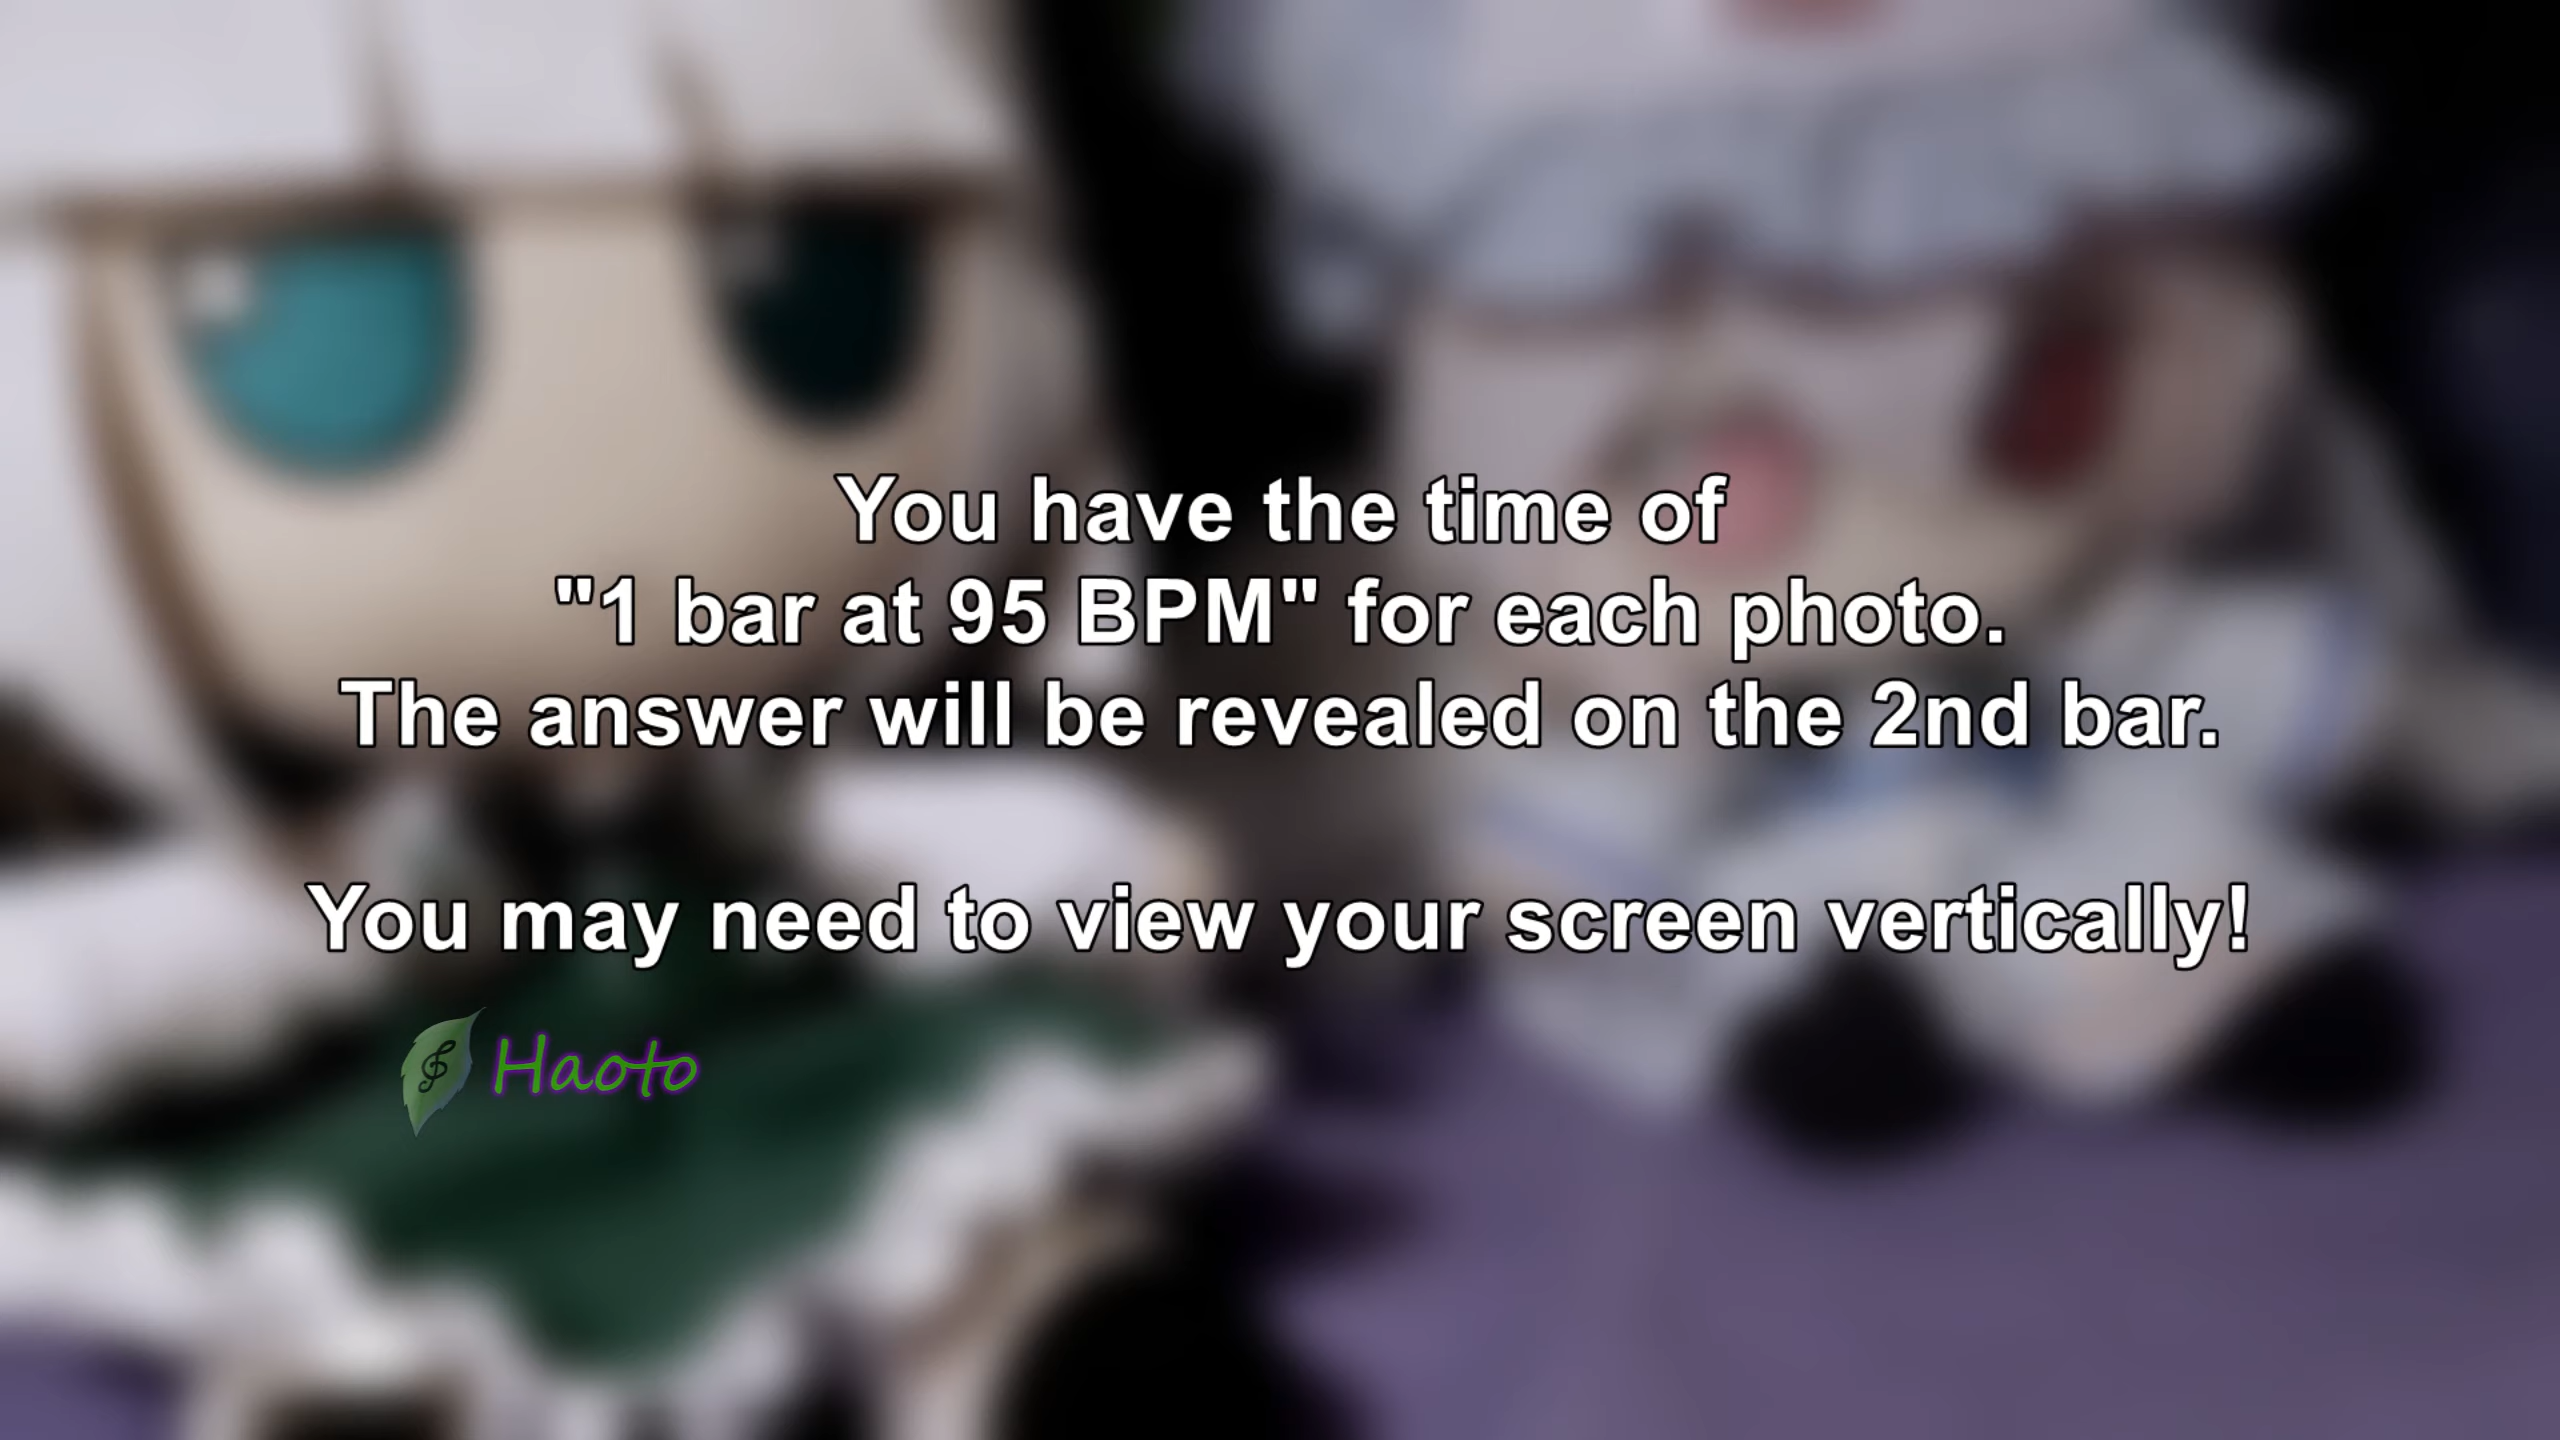 You have the time of
"1 bar at 95 BPM" for each photo.
The answer will be revealed on the 2nd bar.
You may need to view your screen vertically!
Haoto